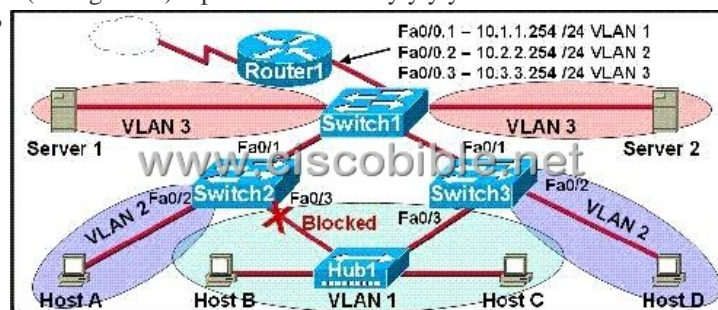 Fa0/0.1 – 10.1.1.254 /24 VLAN 1
Fa0/0.2 – 10.2.2.254 /24 VLAN 2
Fa0/0.3 – 10.3.3.254 /24 VLAN 3
Router1
VLAN 3
Switch1
VLAN 3
Server 1
Server 2
Fa0/1
Fa0/1
www.ciscobible.net
Fa0/2
Switch2
Switch3
Fa0/2
VLAN 2
Fa0/3
Blocked
Fa0/3
VLAN 2
Hub1
Host A
Host B
VLAN 1
Host C
Host D